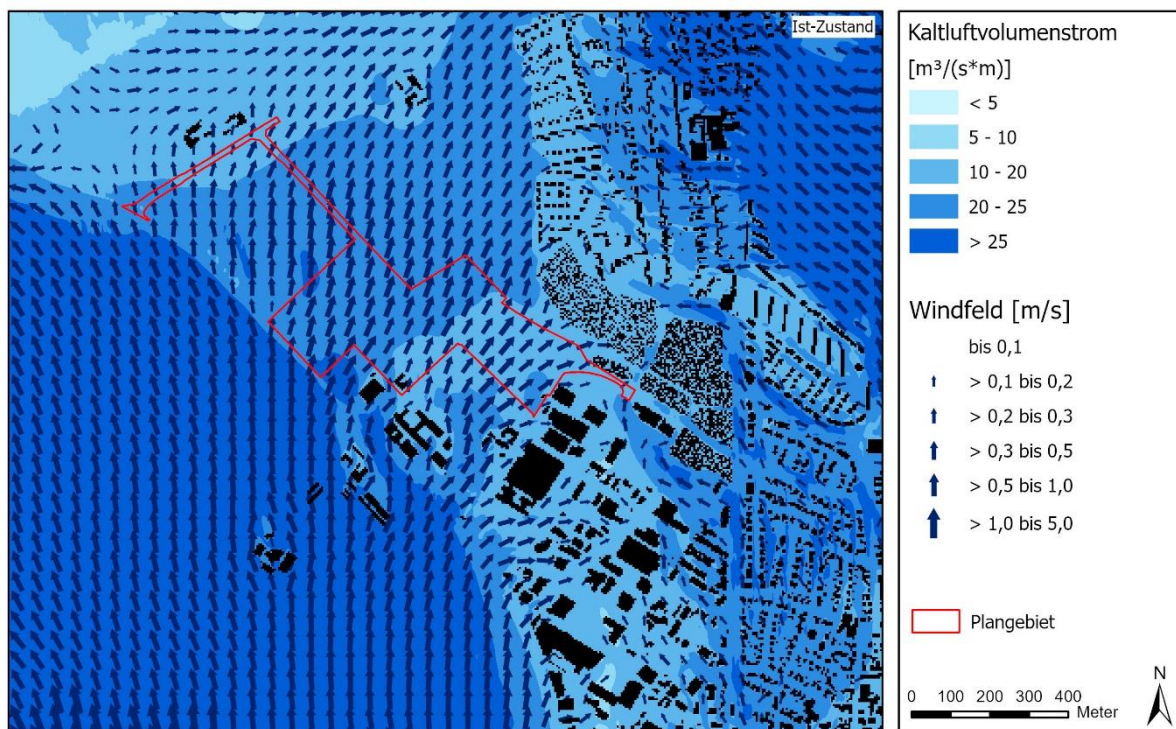 Ist-Zustand
Kaltluftvolumenstrom
[m³/(s*m)]
< 5
5 - 10
10 - 20
20 - 25
> 25
Windfeld [m/s]
bis 0,1
> 0,1 bis 0,2
> 0,2 bis 0,3
> 0,3 bis 0,5
> 0,5 bis 1,0
> 1,0 bis 5,0
Plangebiet
N
0 100 200 300 400
Meter